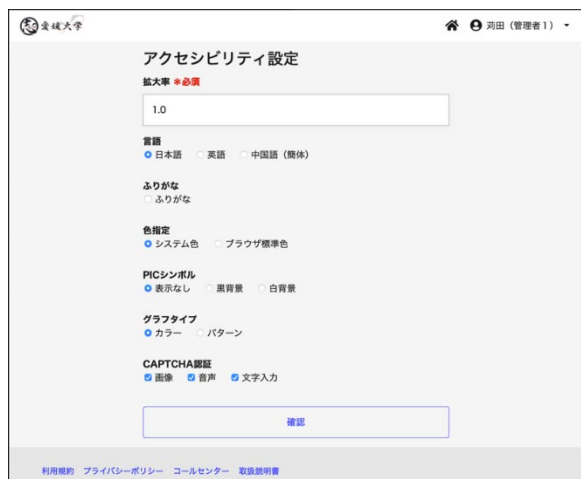 愛媛大学
苅田（管理者1）
アクセシビリティ設定
拡大率 ＊必須
1.0
言語
日本語 英語 中国語（簡体）
ふりがな
ふりがな
色指定
システム色 ブラウザ標準色
PICシンボル
表示なし 黒背景 白背景
グラフタイプ
カラー パターン
CAPTCHA認証
画像 音声 文字入力
確認
利用規約 プライバシーポリシー コールセンター 取扱説明書